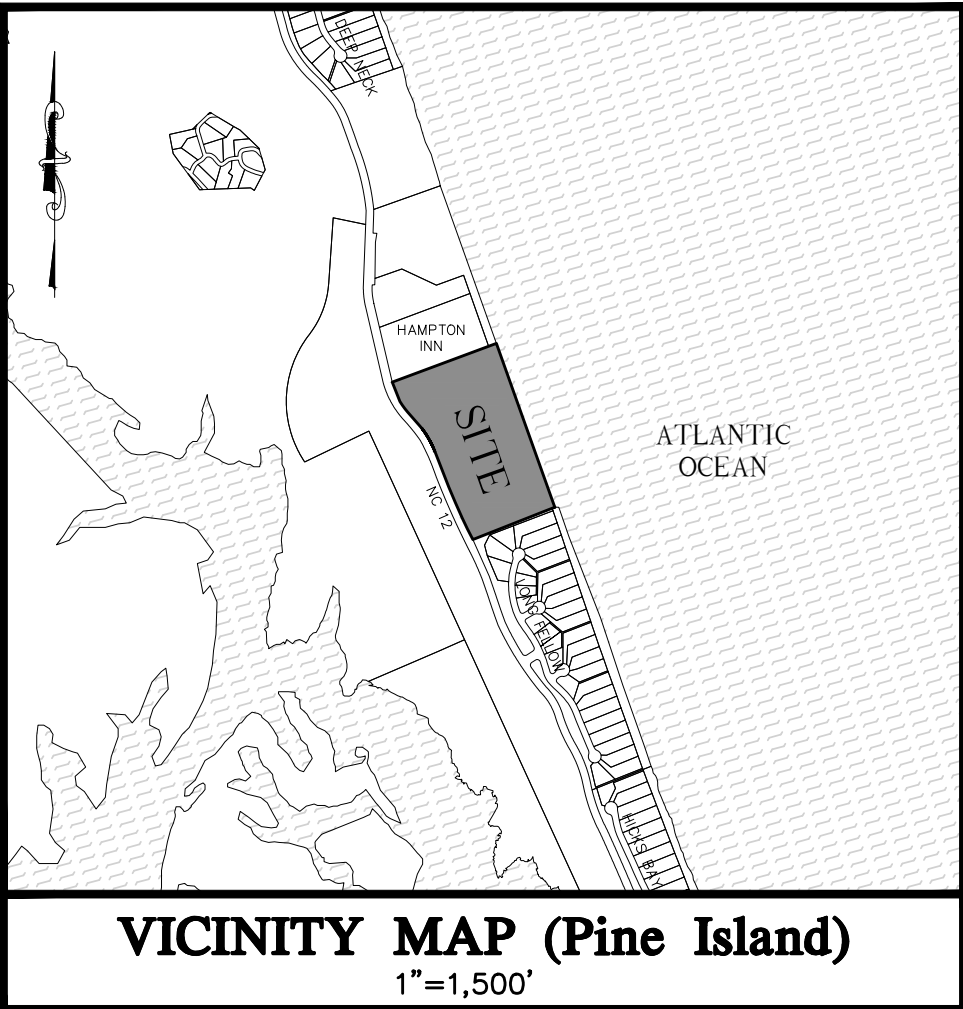 DEEP NECK
HAMPTON
INN
SITE
ATLANTIC
OCEAN
NC 12
LONG FELLOW
HICKS BAY
VICINITY MAP (Pine Island)
1"=1,500'